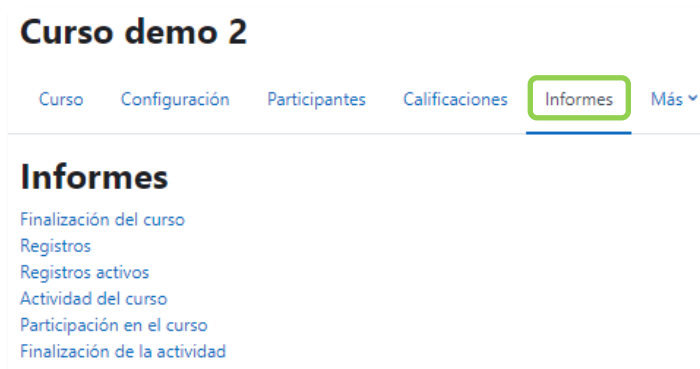 Curso demo 2
Curso Configuración Participantes Calificaciones Informes Más
Informes
Finalización del curso
Registros
Registros activos
Actividad del curso
Participación en el curso
Finalización de la actividad